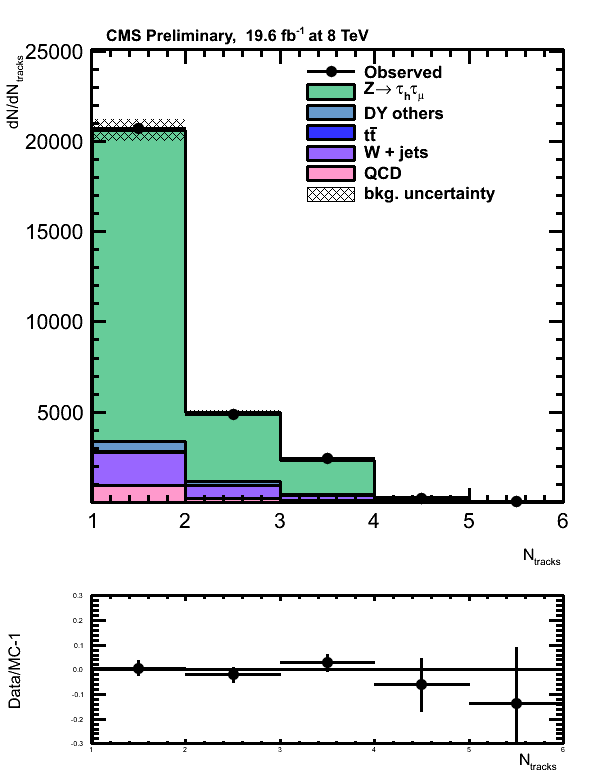 CMS Preliminary, 19.6 fb-1 at 8 TeV
dN/dNtracks
25000
20000
15000
10000
5000
Observed
Z→ τhτμ
DY others
tt̄
W + jets
QCD
bkg. uncertainty
1 2 3 4 5 6
Ntracks
Data/MC-1
0.3
0.2
0.1
0.0
-0.1
-0.2
-0.3
1 2 3 4 5 6
Ntracks